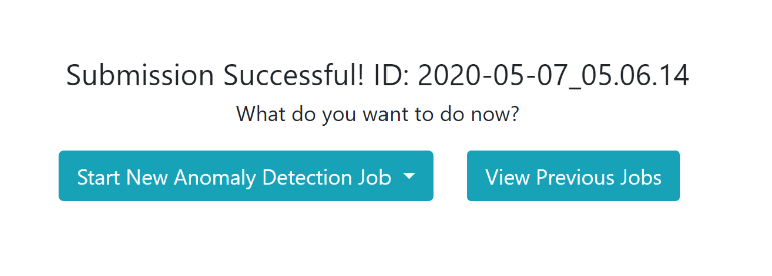 Submission Successful! ID: 2020-05-07_05.06.14
What do you want to do now?
Start New Anomaly Detection Job
View Previous Jobs